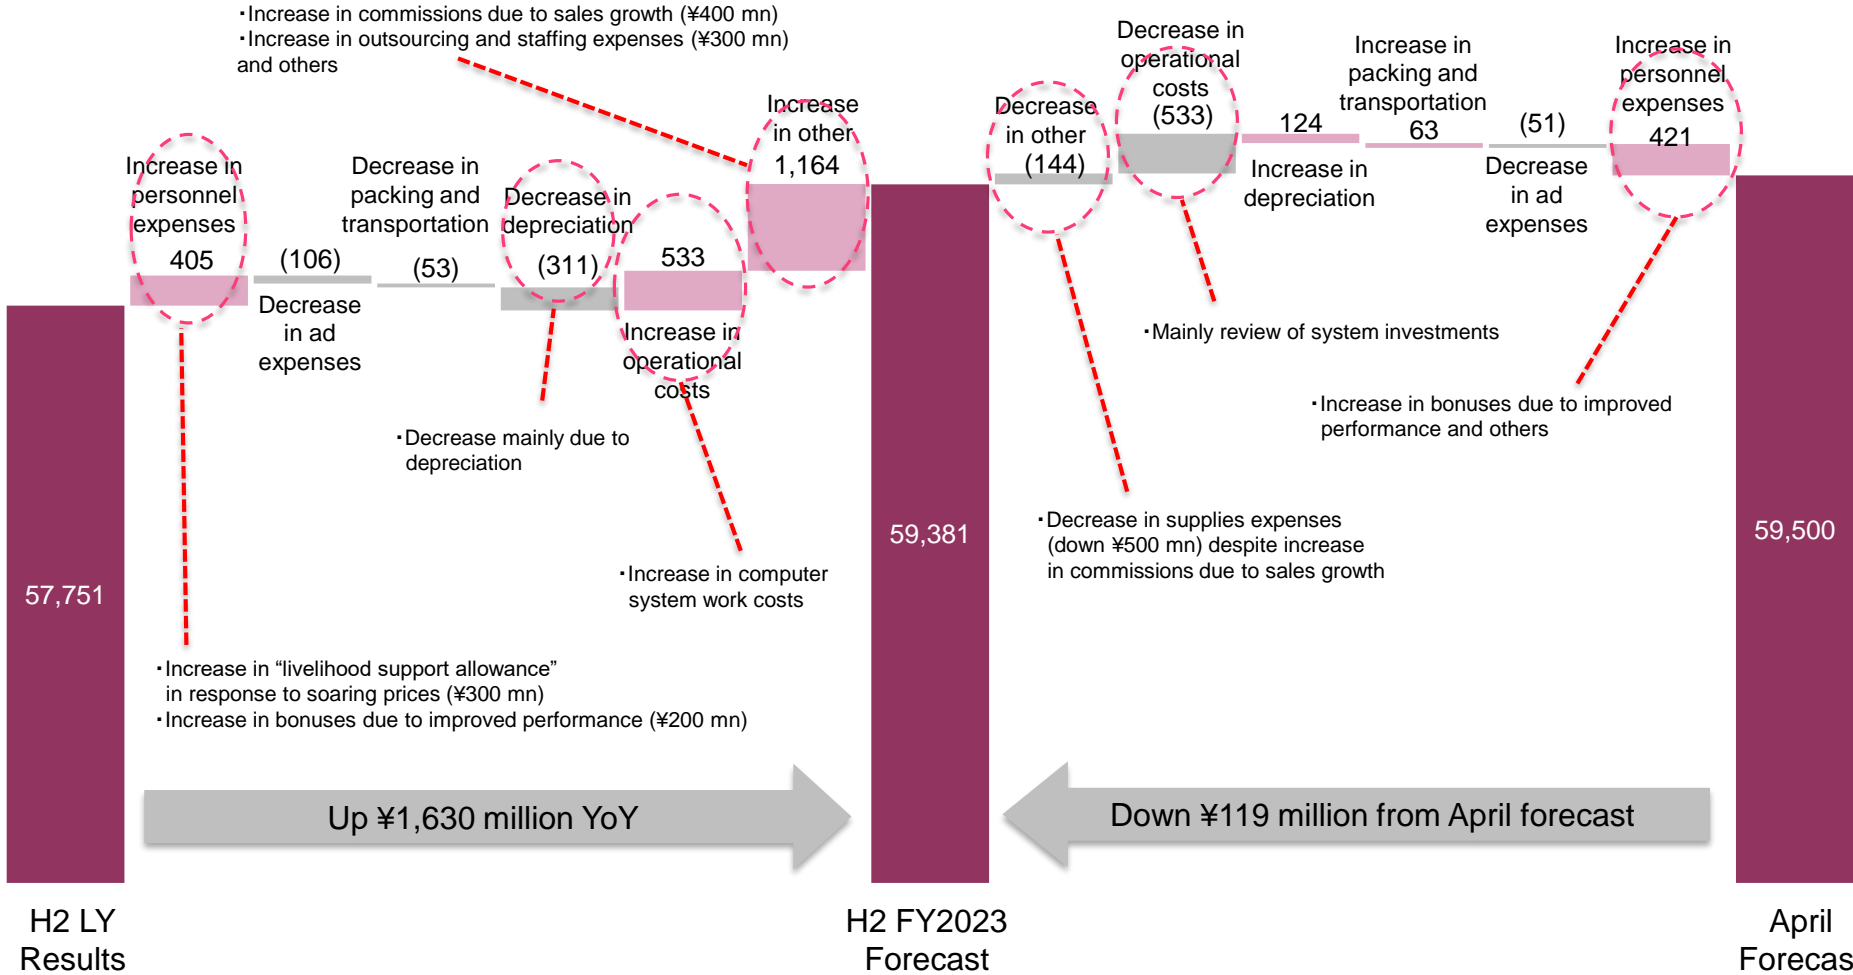 ･Increase in commissions due to sales growth (¥400 mn)
･Increase in outsourcing and staffing expenses (¥300 mn)
and others
Increase in
personnel
expenses
405
(106)
Decrease
in ad
expenses
Decrease in
packing and
transportation
(53)
Decrease in
depreciation
(311)
533
Increase in
operational
costs
Increase
in other
1,164
Decrease
in other
(144)
Decrease in
operational
costs
(533)
124
Increase in
depreciation
Increase in
packing and
transportation
63
(51)
Decrease
in ad
expenses
Increase in
personnel
expenses
421
･Mainly review of system investments
･Increase in bonuses due to improved
performance and others
･Decrease mainly due to
depreciation
･Decrease in supplies expenses
(down ¥500 mn) despite increase
in commissions due to sales growth
･Increase in computer
system work costs
･Increase in “livelihood support allowance”
in response to soaring prices (¥300 mn)
･Increase in bonuses due to improved performance (¥200 mn)
57,751
59,381
59,500
Up ¥1,630 million YoY
Down ¥119 million from April forecast
H2 LY
Results
H2 FY2023
Forecast
April
Forecas